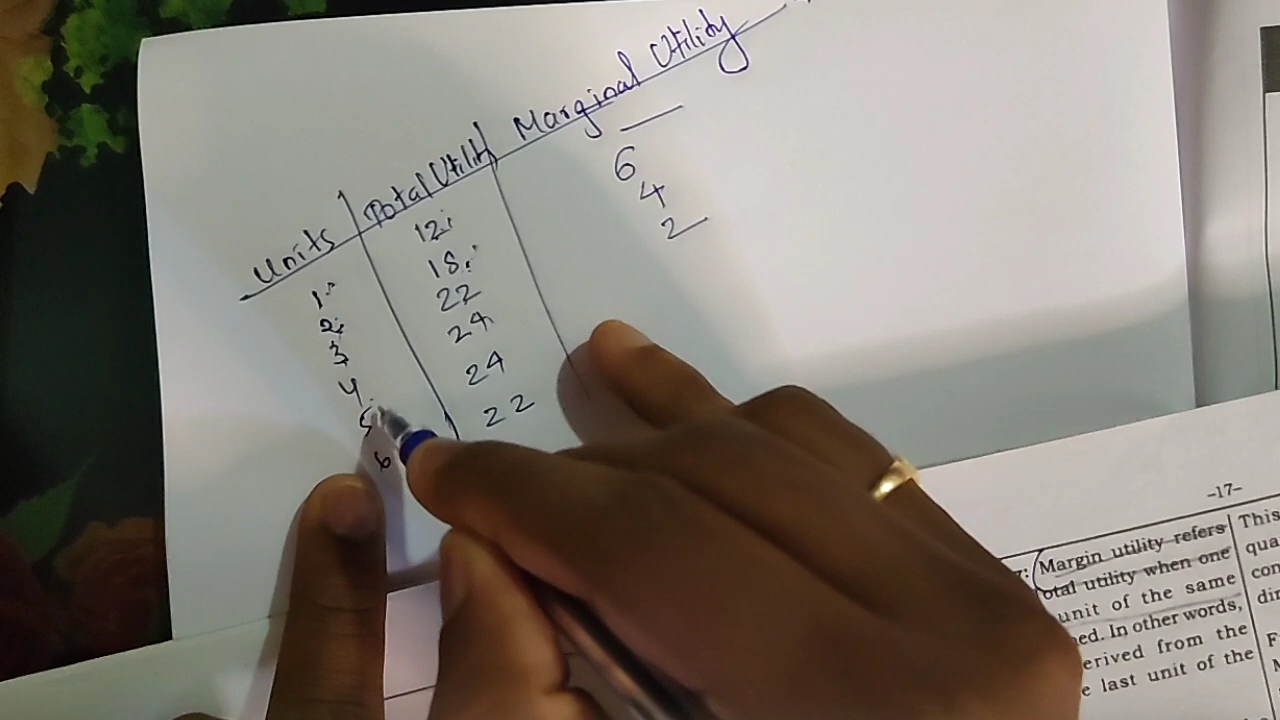 Units Total Utility Marginal Utility
1 12 —
2 18 6
3 22 4
4 24 2
5 24
6 22
-17-
Margin utility refers
otal utility when one
unit of the same
ned. In other words,
erived from the
e last unit of the
This
qua
con
dir
F